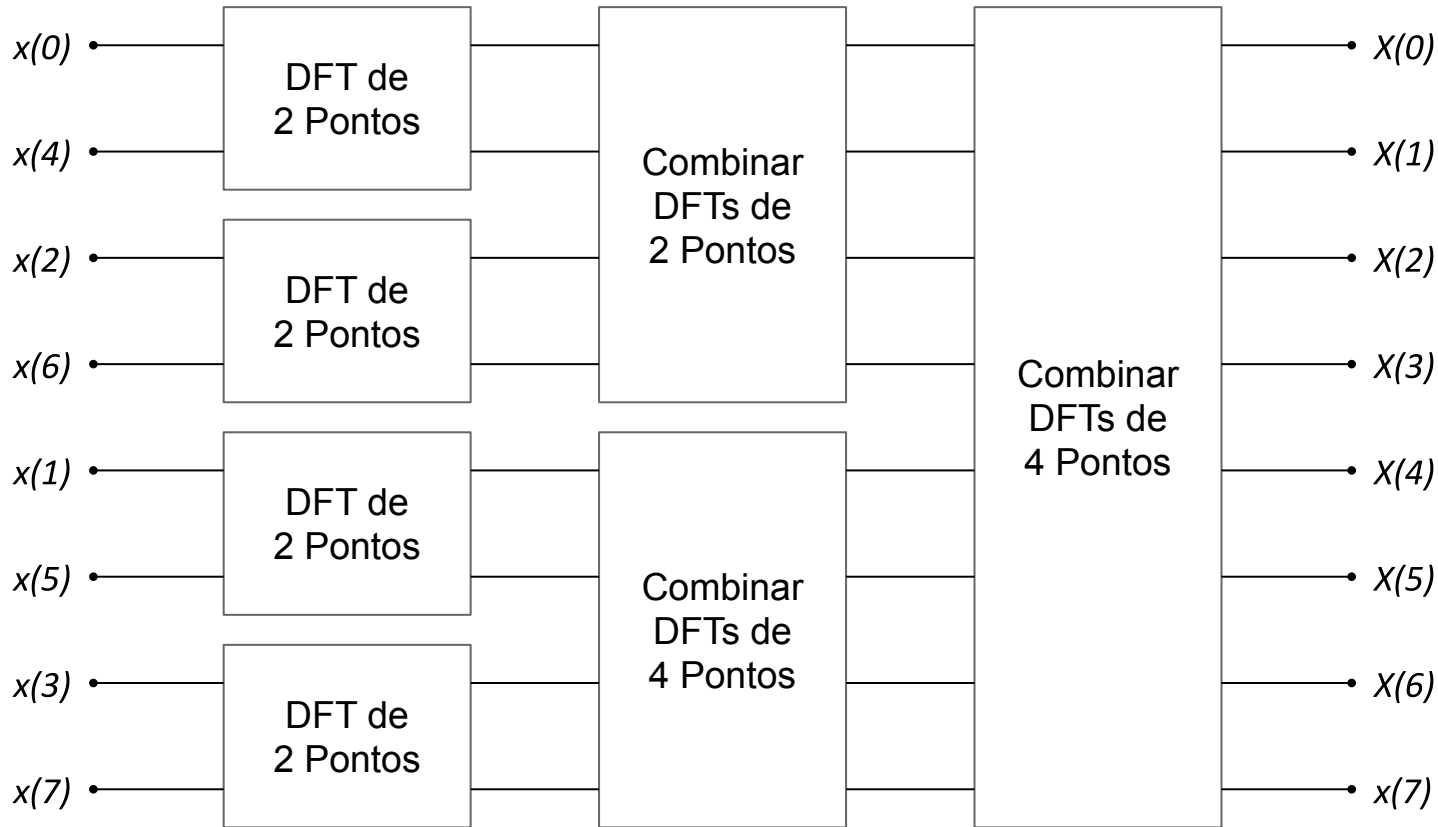 x(0)
x(4)
x(2)
x(6)
x(1)
x(5)
x(3)
x(7)
DFT de
2 Pontos
DFT de
2 Pontos
DFT de
2 Pontos
DFT de
2 Pontos
Combinar
DFTs de
2 Pontos
Combinar
DFTs de
4 Pontos
Combinar
DFTs de
4 Pontos
X(0)
X(1)
X(2)
X(3)
X(4)
X(5)
X(6)
x(7)